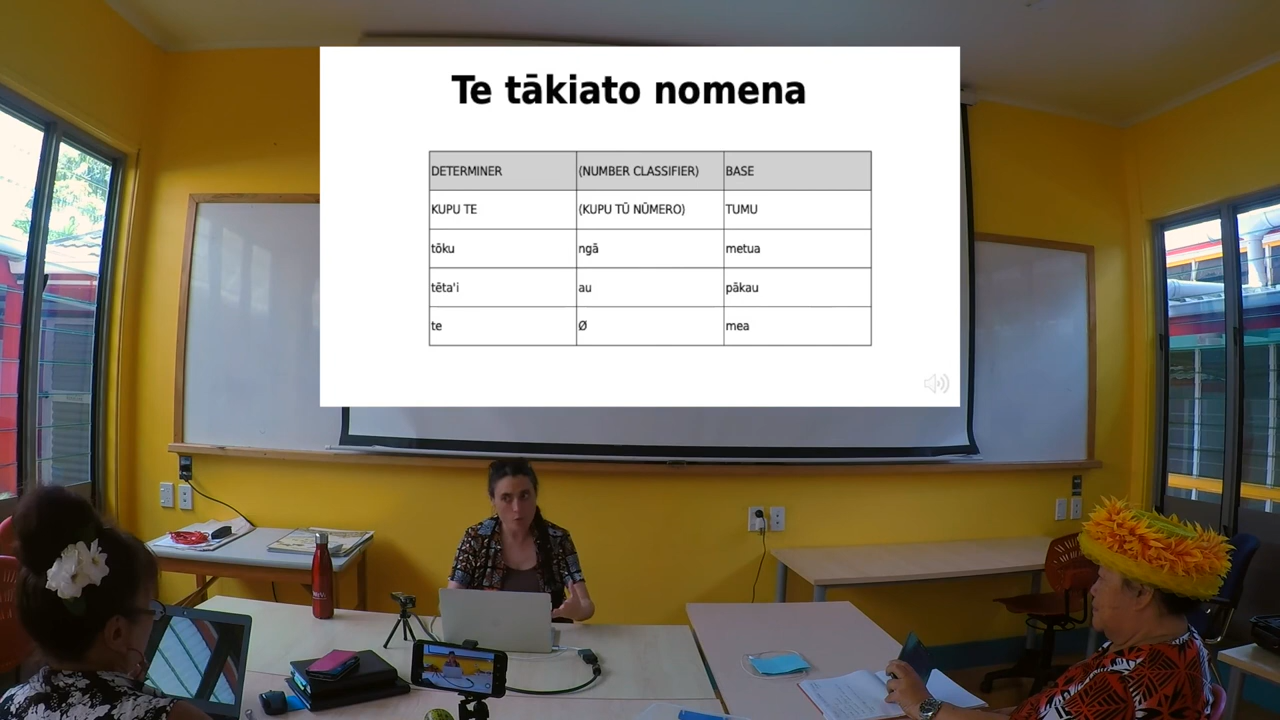 Te tākiato nomena
DETERMINER (NUMBER CLASSIFIER) BASE
KUPU TE (KUPU TŪ NŪMERO) TUMU
tōku ngā metua
tēta'i au pākau
te Ø mea